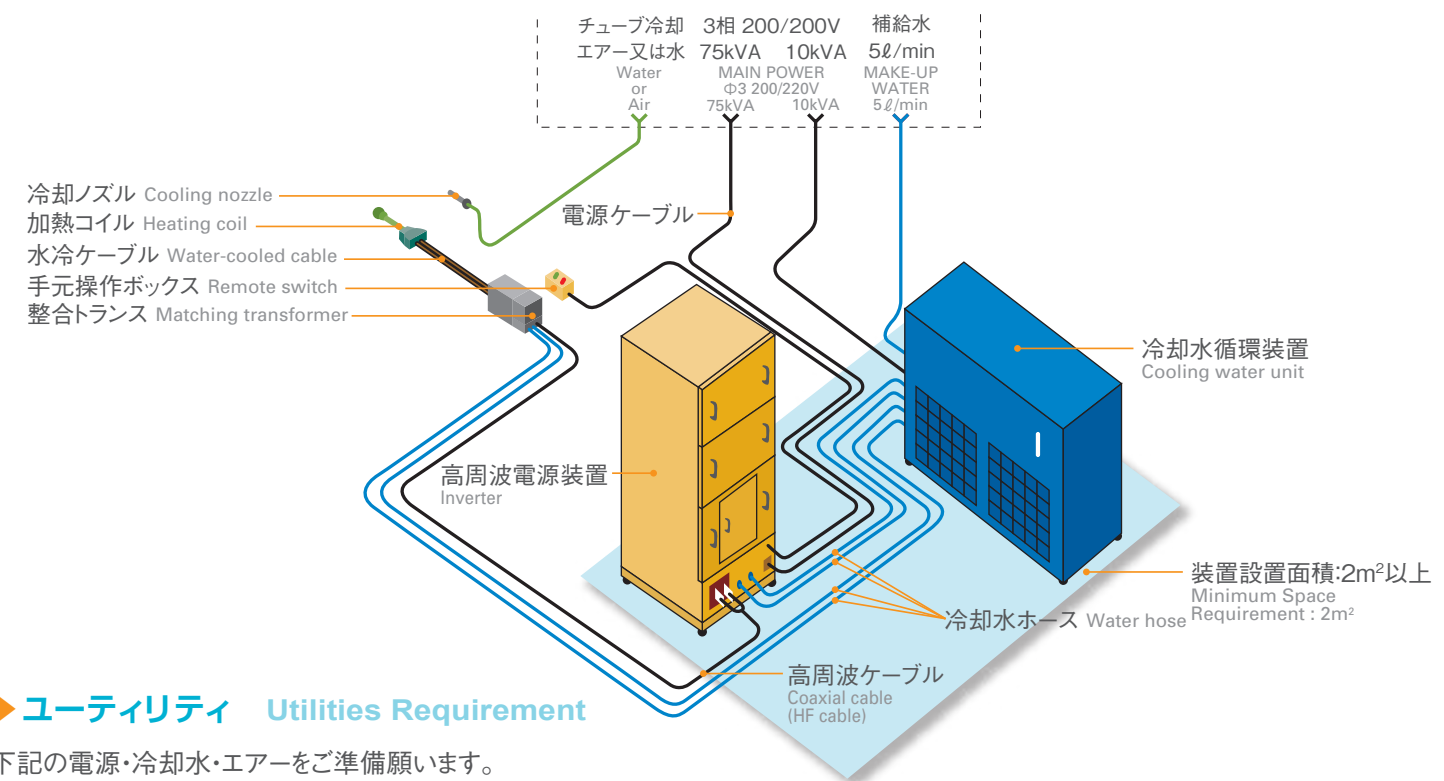 チューブ冷却 3相 200/200V 補給水
エアー又は水 75kVA 10kVA 5ℓ/min
Water MAIN POWER MAKE-UP
or Φ3 200/220V WATER
Air 75kVA 10kVA 5ℓ/min
冷却ノズル Cooling nozzle
加熱コイル Heating coil
水冷ケーブル Water-cooled cable
手元操作ボックス Remote switch
整合トランス Matching transformer
電源ケーブル
冷却水循環装置
Cooling water unit
高周波電源装置
Inverter
装置設置面積:2m²以上
Minimum Space
Requirement : 2m²
冷却水ホース Water hose
高周波ケーブル
Coaxial cable
(HF cable)
ユーティリティ Utilities Requirement
下記の電源・冷却水・エアーをご準備願います。